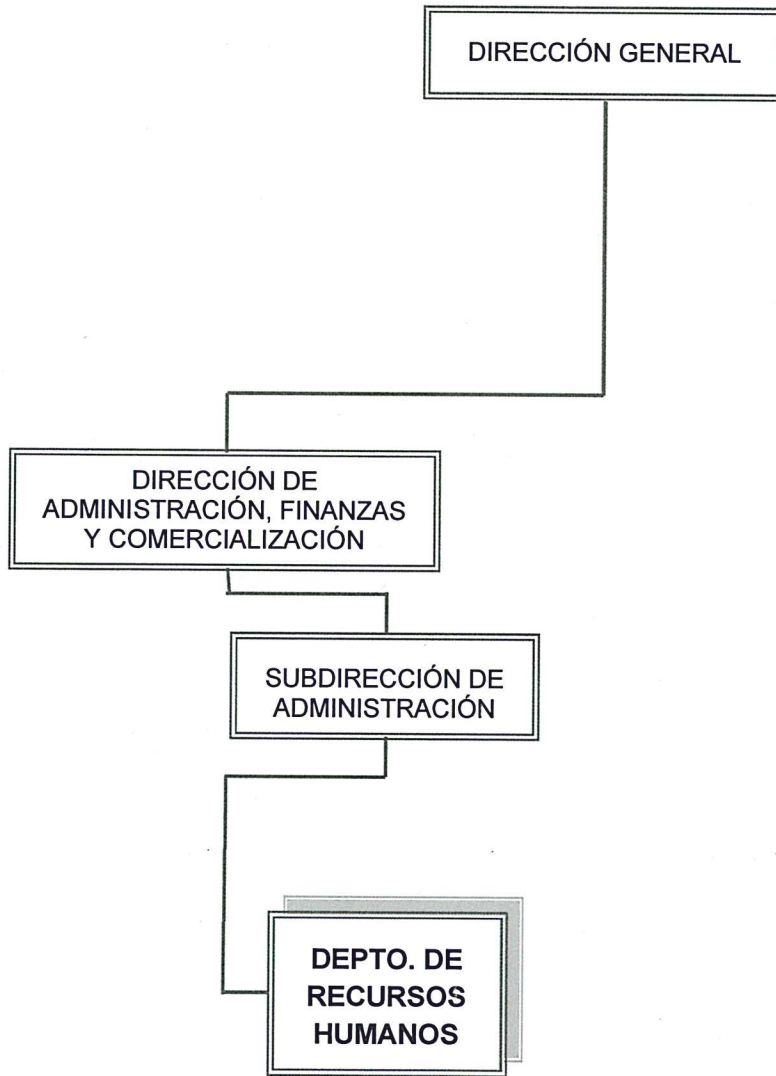 DIRECCIÓN GENERAL
DIRECCIÓN DE
ADMINISTRACIÓN, FINANZAS
Y COMERCIALIZACIÓN
SUBDIRECCIÓN DE
ADMINISTRACIÓN
DEPTO. DE
RECURSOS
HUMANOS